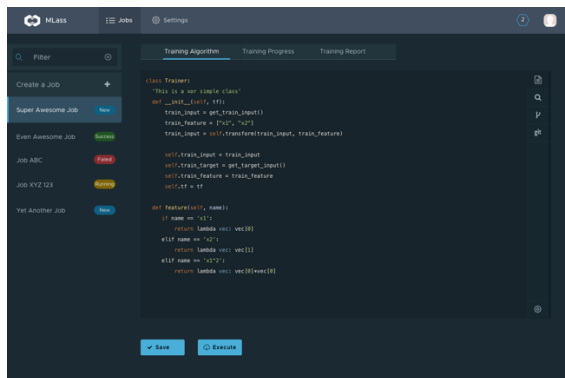 MLass
Jobs
Settings
2
Filter
Create a Job
Super Awesome Job New
Even Awesome Job Success
Job ABC Failed
Job XYZ 123 Running
Yet Another Job New
Training Algorithm Training Progress Training Report
class Trainer:
'This is a var simple class'
def __init__(self, tf):
train_input = get_train_input()
train_feature = ["x1", "x2"]
train_input = self.transform(train_input, train_feature)
self.train_input = train_input
self.train_target = get_target_input()
self.train_feature = train_feature
self.tf = tf
def feature(self, name):
if name == 'x1':
return lambda vec: vec[0]
elif name == 'x2':
return lambda vec: vec[1]
elif name == 'x1^2':
return lambda vec: vec[0]*vec[0]
git
Save
Execute